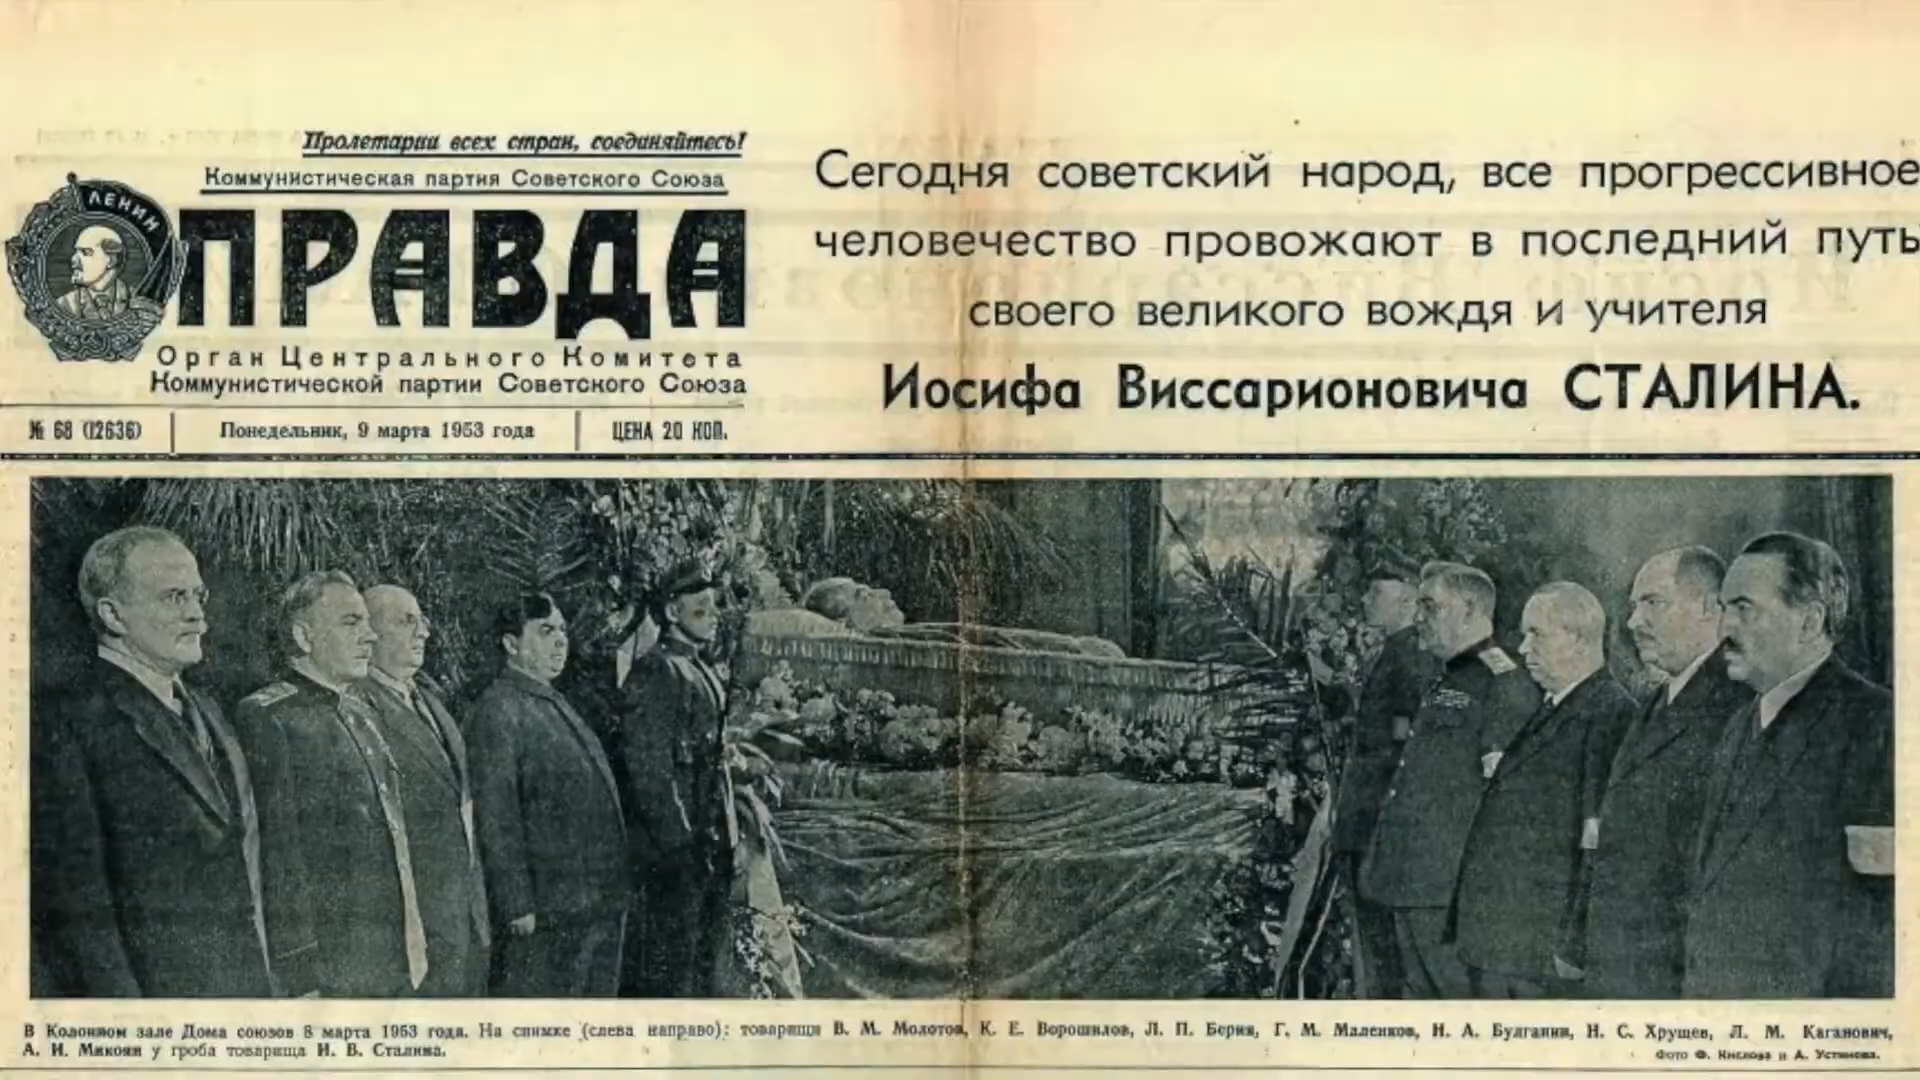 Пролетарии всех стран, соединяйтесь!
Коммунистическая партия Советского Союза
ЛЕНИН
ПРАВДА
Орган Центрального Комитета
Коммунистической партии Советского Союза
№ 68 (12636)
Понедельник, 9 марта 1953 года
ЦЕНА 20 КОП.
Сегодня советский народ, все прогрессивное
человечество провожают в последний путь
своего великого вождя и учителя
Иосифа Виссарионовича СТАЛИНА.
В Колонном зале Дома союзов 8 марта 1953 года. На снимке (слева направо): товарищи В. М. Молотов, К. Е. Ворошилов, Л. П. Берия, Г. М. Маленков, Н. А. Булганин, Н. С. Хрущев, Л. М. Каганович,
А. И. Микоян у гроба товарища И. В. Сталина.
Фото Ф. Кислова и А. Устинова.